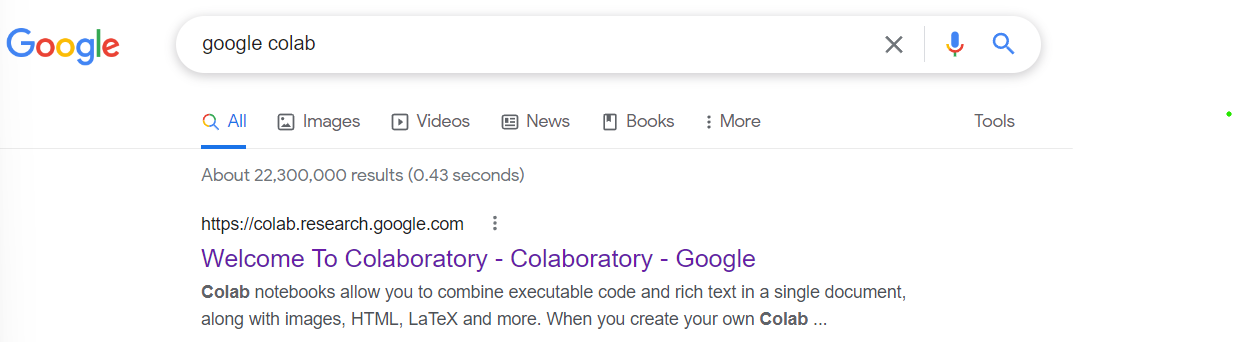 Google
google colab
All Images Videos News Books More Tools
About 22,300,000 results (0.43 seconds)
https://colab.research.google.com
Welcome To Colaboratory - Colaboratory - Google
Colab notebooks allow you to combine executable code and rich text in a single document,
along with images, HTML, LaTeX and more. When you create your own Colab ...